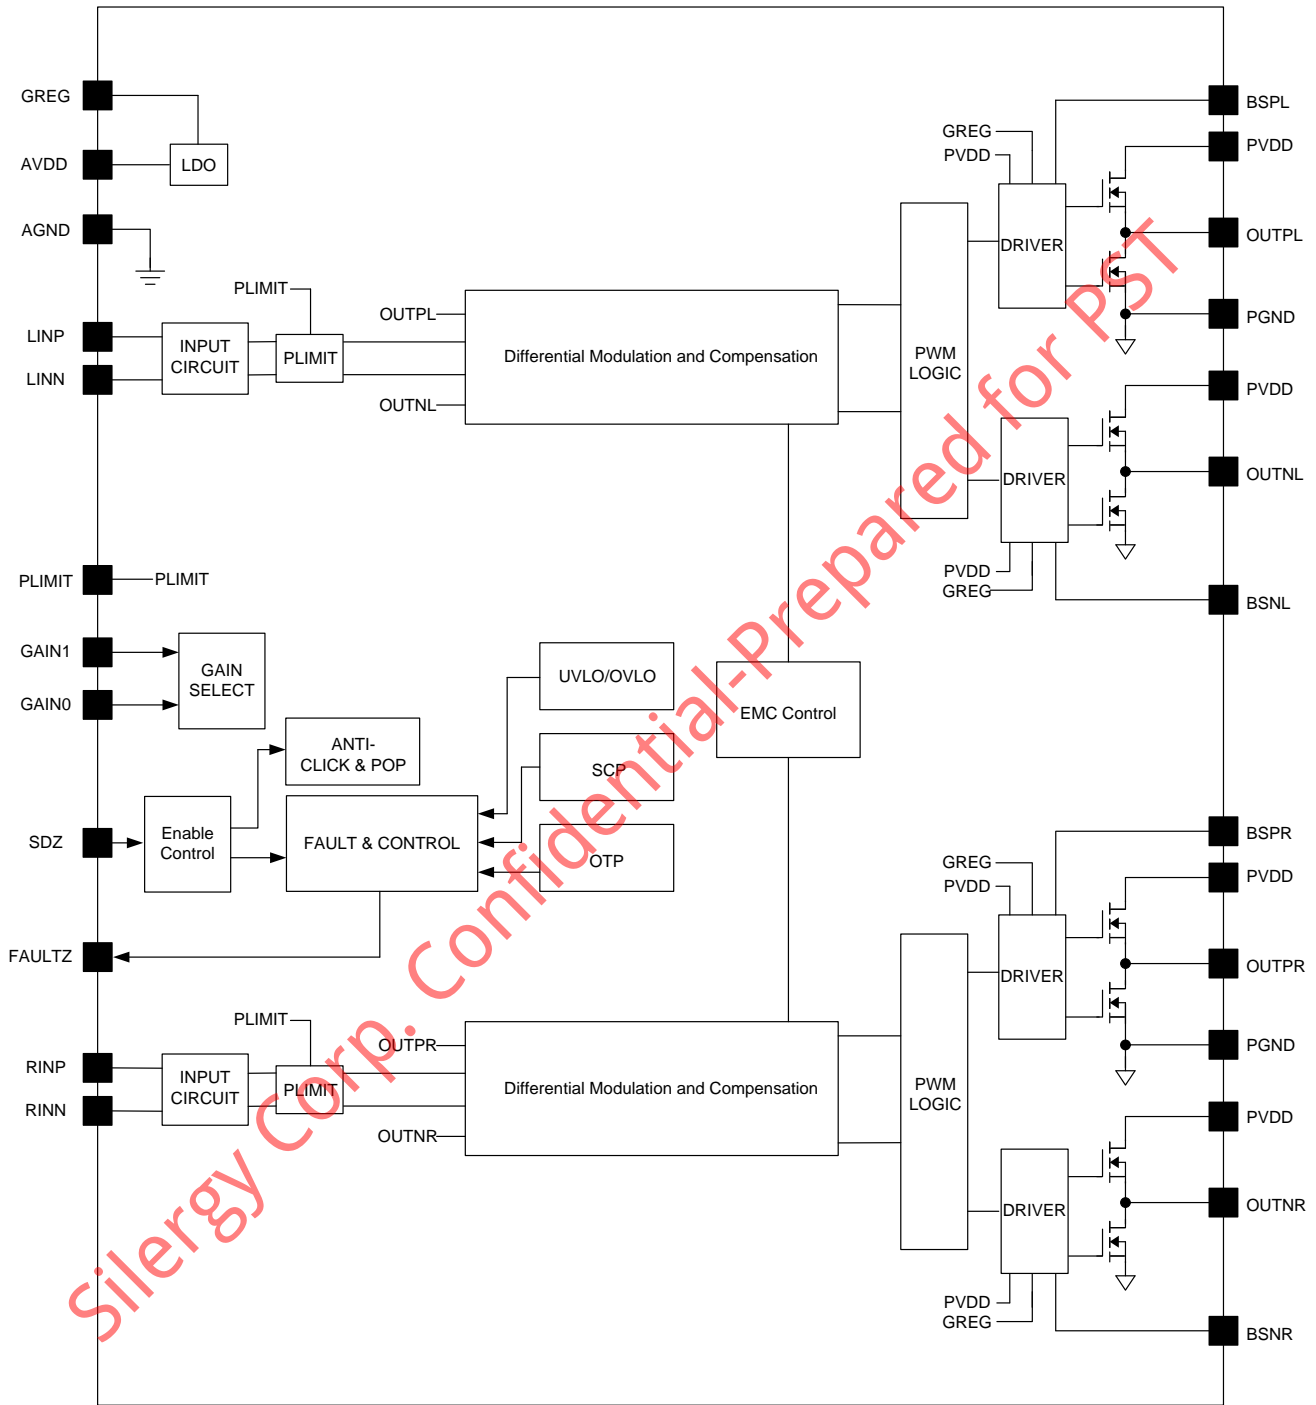 GREG
AVDD
AGND
LDO
LINP
LINN
INPUT
CIRCUIT
PLIMIT
PLIMIT
OUTPL
OUTNL
Differential Modulation and Compensation
PWM
LOGIC
GREG
PVDD
DRIVER
DRIVER
PVDD
GREG
BSPL
PVDD
OUTPL
PGND
PVDD
OUTNL
BSNL
PLIMIT
PLIMIT
GAIN1
GAIN0
GAIN
SELECT
ANTI-
CLICK & POP
UVLO/OVLO
SCP
OTP
EMC Control
SDZ
Enable
Control
FAULT & CONTROL
FAULTZ
RINP
RINN
INPUT
CIRCUIT
PLIMIT
PLIMIT
OUTPR
OUTNR
Differential Modulation and Compensation
PWM
LOGIC
GREG
PVDD
DRIVER
DRIVER
PVDD
GREG
BSPR
PVDD
OUTPR
PGND
PVDD
OUTNR
BSNR
Silergy Corp. Confidential-Prepared for PST